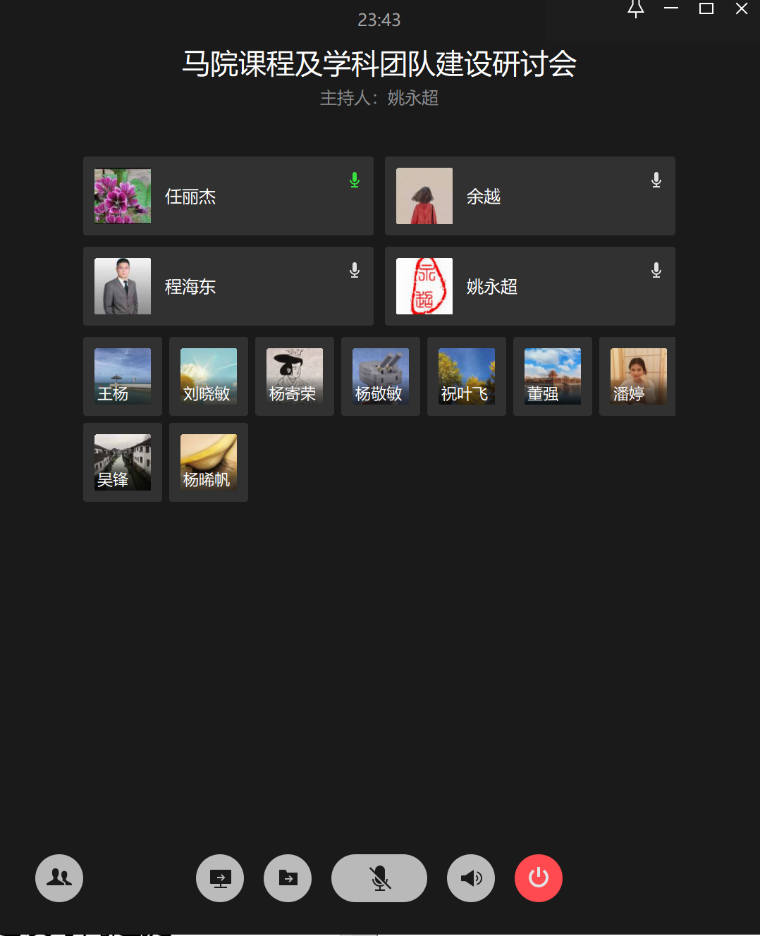 23:43
马院课程及学科团队建设研讨会
主持人：姚永超
任丽杰
余越
程海东
姚永超
王杨
刘晓敏
杨寄荣
杨敬敏
祝叶飞
董强
潘婷
吴锋
杨晞帆